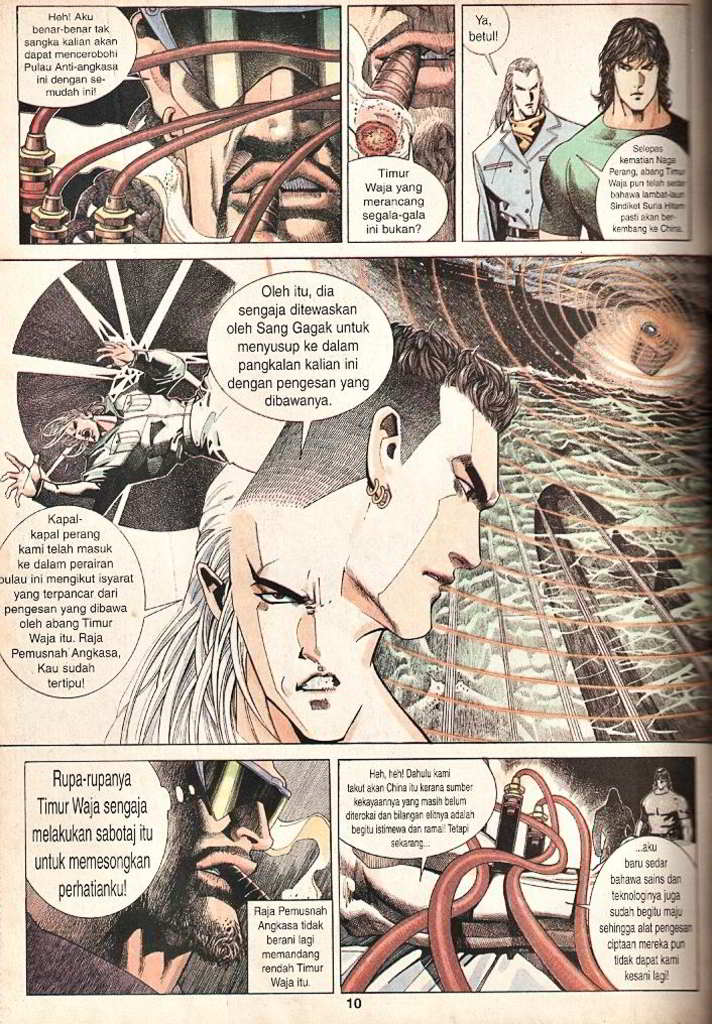 Heh! Aku
benar-benar tak
sangka kalian akan
dapat mencerobohi
Pulau Anti-angkasa
ini dengan se-
mudah ini!
Timur
Waja yang
merancang
segala-gala
ini bukan?
Ya,
betul!
Selepas
kematian Naga
Perang, abang Timur
Waja pun telah sedar
bahawa lambat-laun
Sindiket Suria Hitam
pasti akan ber-
kembang ke China.
Oleh itu, dia
sengaja ditewaskan
oleh Sang Gagak untuk
menyusup ke dalam
pangkalan kalian ini
dengan pengesan yang
dibawanya.
Kapal-
kapal perang
kami telah masuk
ke dalam perairan
pulau ini mengikut isyarat
yang terpancar dari
pengesan yang dibawa
oleh abang Timur
Waja itu. Raja
Pemusnah Angkasa,
Kau sudah
tertipu!
Rupa-rupanya
Timur Waja sengaja
melakukan sabotaj itu
untuk memesongkan
perhatianku!
Raja Pemusnah
Angkasa tidak
berani lagi
memandang
rendah Timur
Waja itu.
Heh, heh! Dahulu kami
takut akan China itu kerana sumber
kekayaannya yang masih belum
diterokai dan bilangan elitnya adalah
begitu istimewa dan ramai! Tetapi
sekarang...
...aku
baru sedar
bahawa sains dan
teknologinya juga
sudah begitu maju
sehingga alat pengesan
ciptaan mereka pun
tidak dapat kami
kesani lagi!
10